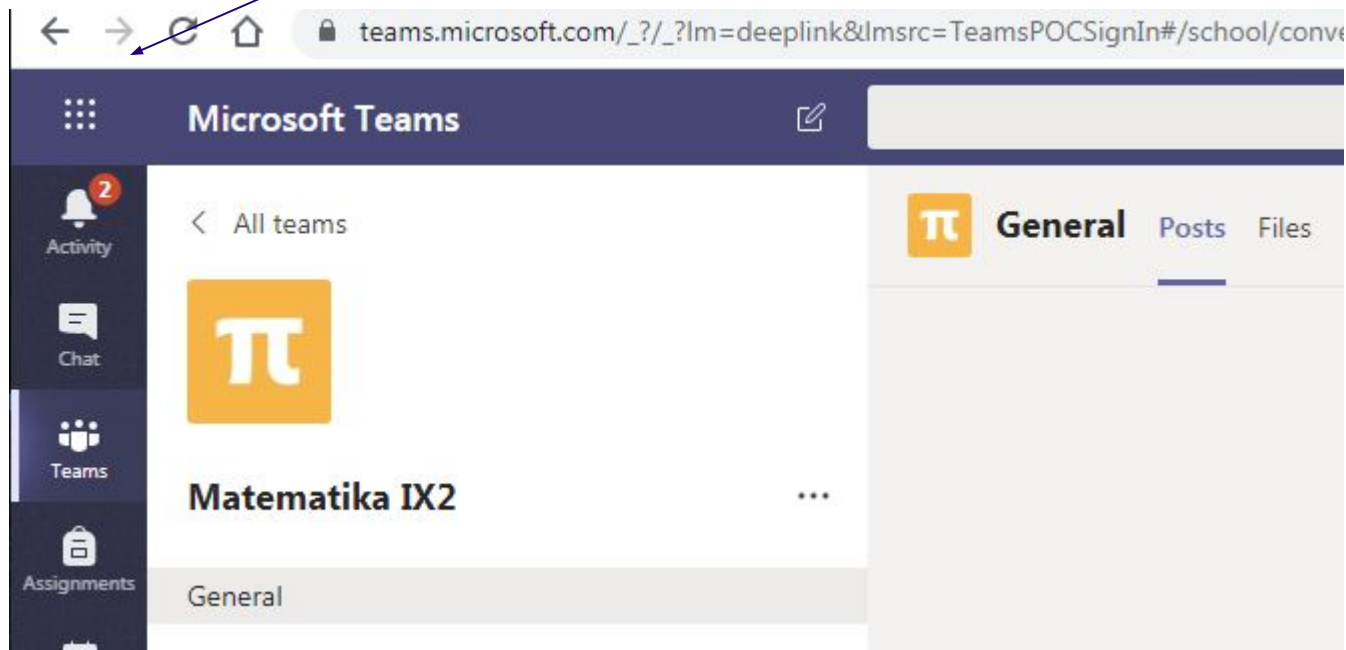 teams.microsoft.com/_?/_?lm=deeplink&lmsrc=TeamsPOCSignIn#/school/conve
Microsoft Teams
2
Activity
Chat
Teams
Assignments
< All teams
π
Matematika IX2
...
General
π General Posts Files